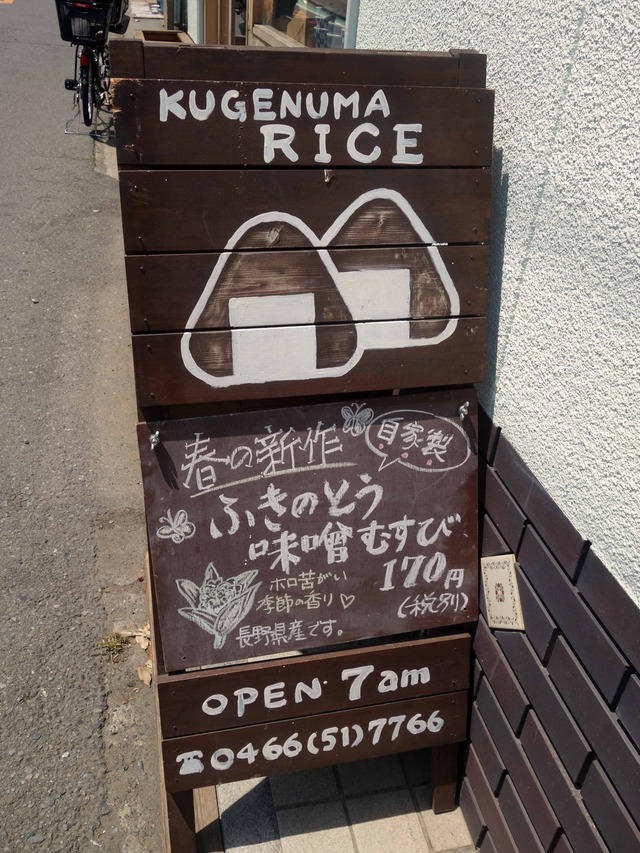 KUGENUMA
RICE
春の新作
自家製
ふきのとう
味噌むすび
170円
(税別)
ホロ苦がい
季節の香り♡
長野県産です。
OPEN 7am
☎0466(51)7766